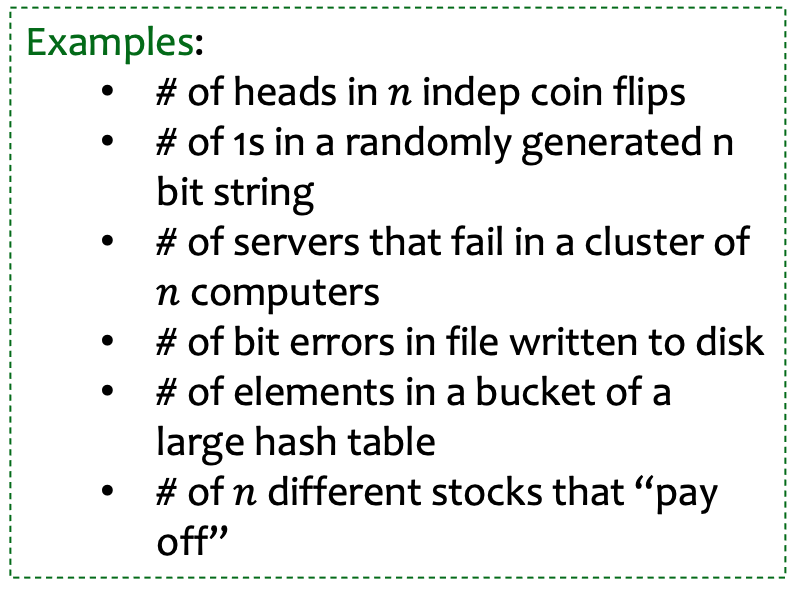 Examples:
• # of heads in n indep coin flips
• # of 1s in a randomly generated n
bit string
• # of servers that fail in a cluster of
n computers
• # of bit errors in file written to disk
• # of elements in a bucket of a
large hash table
• # of n different stocks that “pay
off”